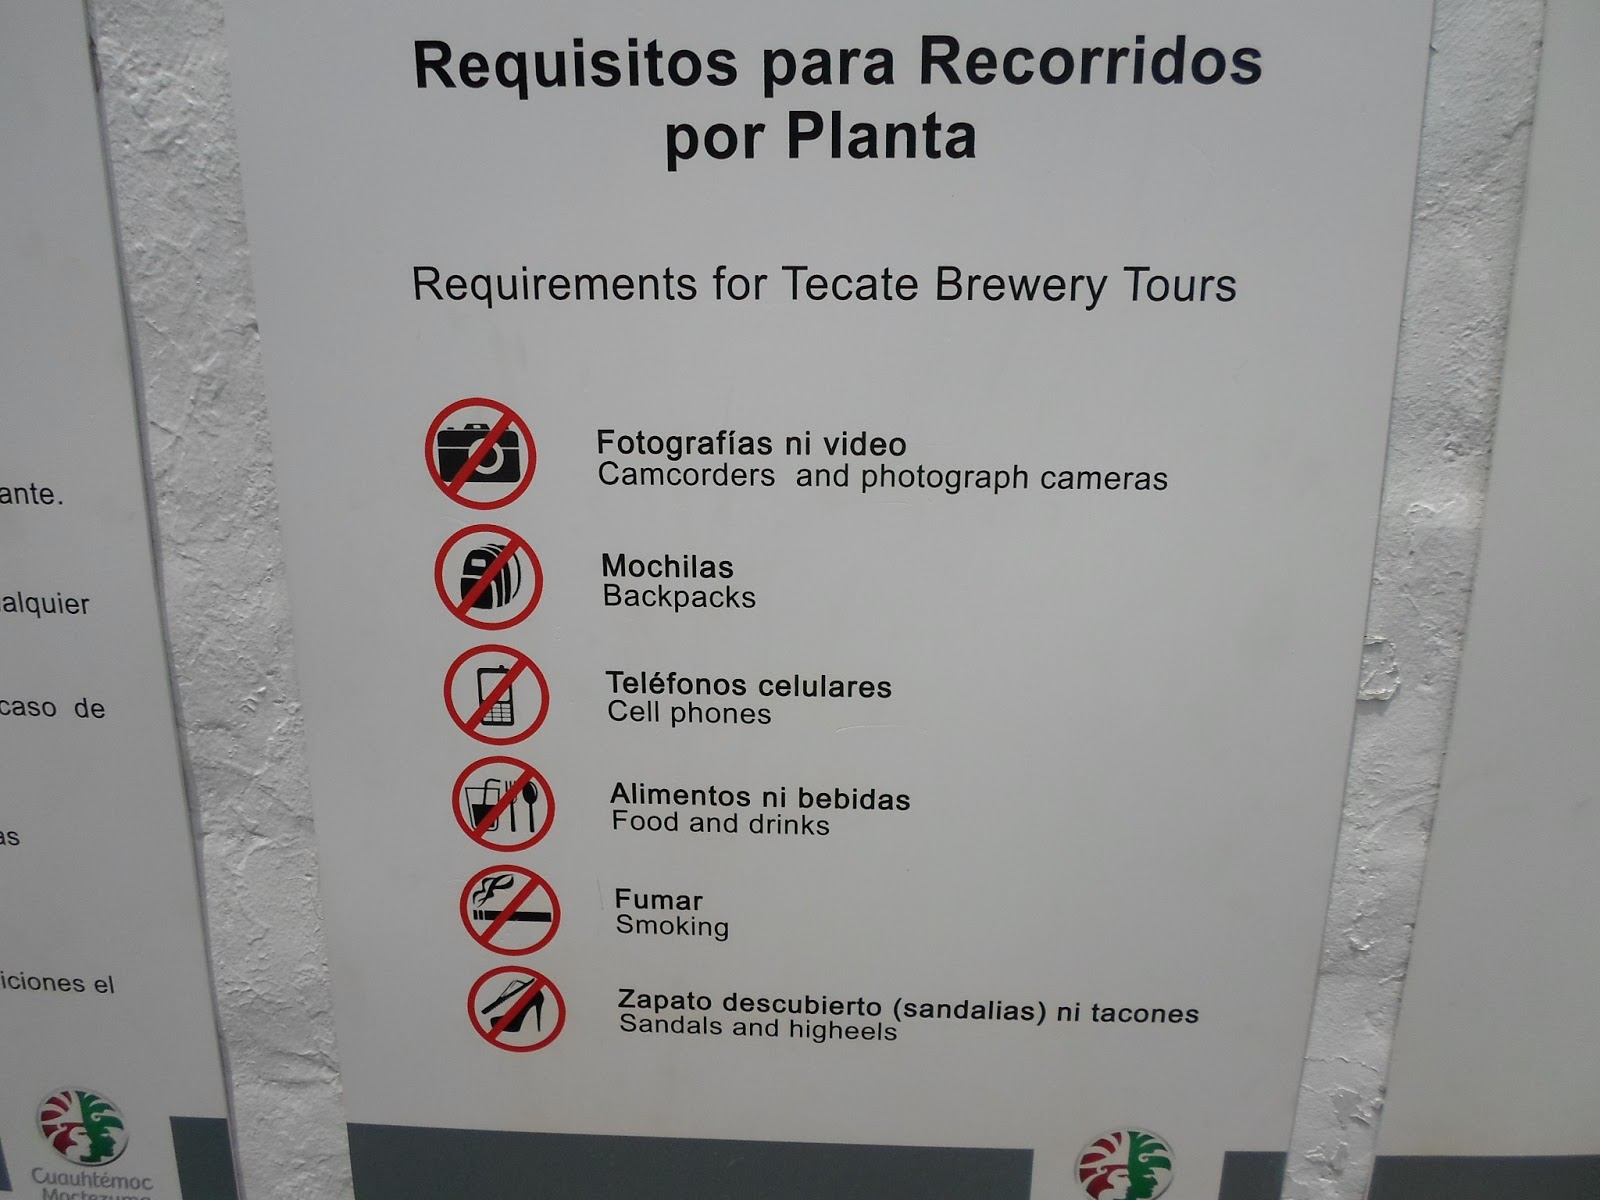 Requisitos para Recorridos
por Planta
Requirements for Tecate Brewery Tours
Fotografías ni video
Camcorders and photograph cameras
Mochilas
Backpacks
Teléfonos celulares
Cell phones
Alimentos ni bebidas
Food and drinks
Fumar
Smoking
Zapato descubierto (sandalias) ni tacones
Sandals and higheels
ante.
alquier
caso de
as
iciones el
Cuauhtémoc
Moctezuma